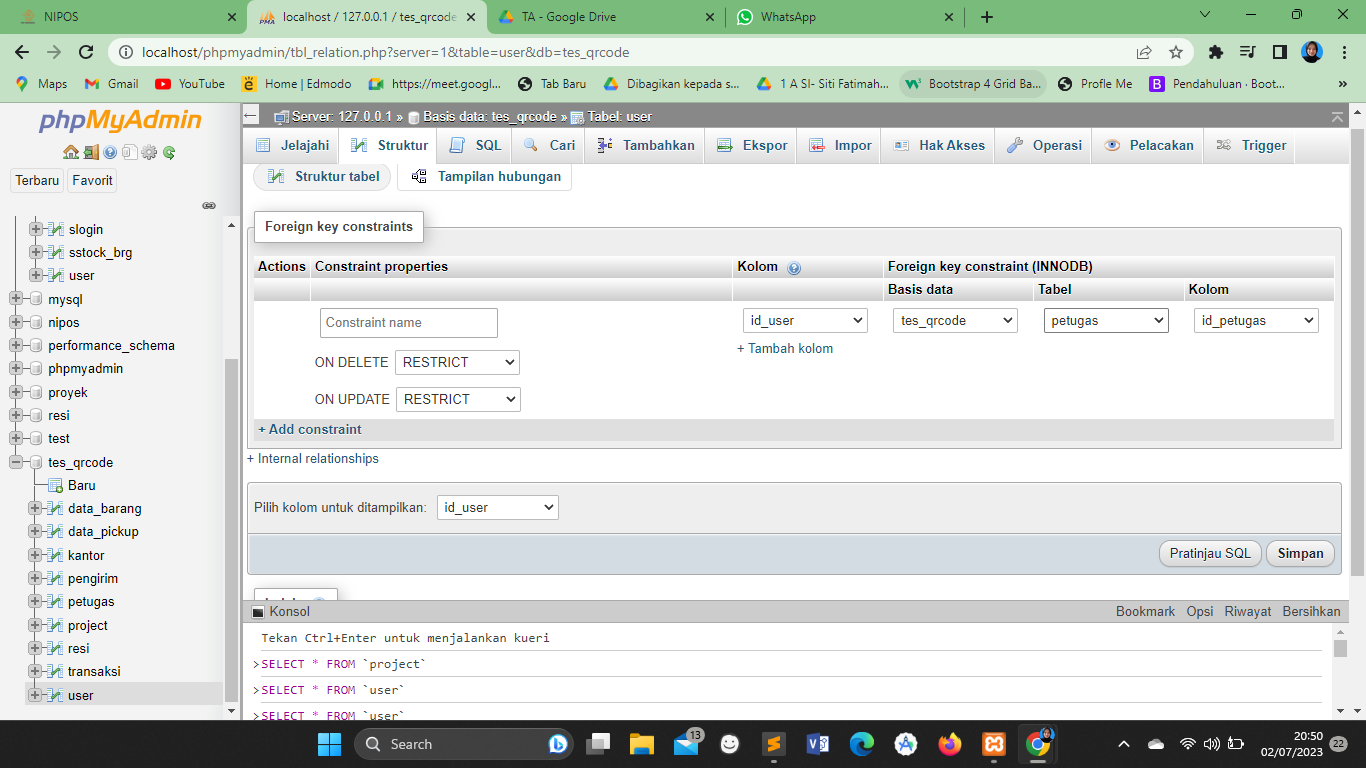 NIPOS
localhost / 127.0.0.1 / tes_qrcode
TA - Google Drive
WhatsApp
localhost/phpmyadmin/tbl_relation.php?server=1&table=user&db=tes_qrcode
Maps
Gmail
YouTube
Home | Edmodo
https://meet.googl...
Tab Baru
Dibagikan kepada s...
1 A SI- Siti Fatimah...
Bootstrap 4 Grid Ba...
Profle Me
Pendahuluan · Boot...
phpMyAdmin
Terbaru
Favorit
slogin
sstock_brg
user
mysql
nipos
performance_schema
phpmyadmin
proyek
resi
test
tes_qrcode
Baru
data_barang
data_pickup
kantor
pengirim
petugas
project
resi
transaksi
user
Server: 127.0.0.1 » Basis data: tes_qrcode » Tabel: user
Jelajahi
Struktur
SQL
Cari
Tambahkan
Ekspor
Impor
Hak Akses
Operasi
Pelacakan
Trigger
Struktur tabel
Tampilan hubungan
Foreign key constraints
Actions Constraint properties Kolom Foreign key constraint (INNODB)
Basis data Tabel Kolom
Constraint name id_user tes_qrcode petugas id_petugas
+ Tambah kolom
ON DELETE RESTRICT
ON UPDATE RESTRICT
+ Add constraint
+ Internal relationships
Pilih kolom untuk ditampilkan: id_user
Pratinjau SQL Simpan
Konsol Bookmark Opsi Riwayat Bersihkan
Tekan Ctrl+Enter untuk menjalankan kueri
>SELECT * FROM `project`
>SELECT * FROM `user`
>SELECT * FROM `user`
Search
13
20:50
02/07/2023
22